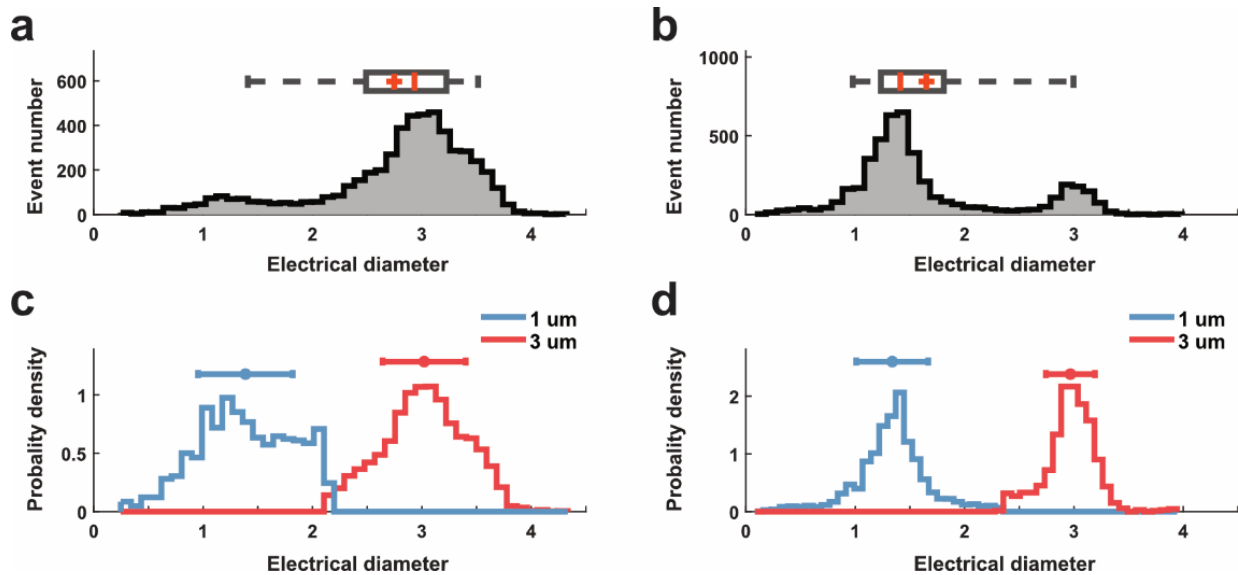 a
Event number
600
400
200
0
0 1 2 3 4
Electrical diameter
b
Event number
1000
500
0
0 1 2 3 4
Electrical diameter
c
1 um
3 um
Probality density
1
0.5
0
0 1 2 3 4
Electrical diameter
d
1 um
3 um
Probality density
2
1
0
0 1 2 3 4
Electrical diameter